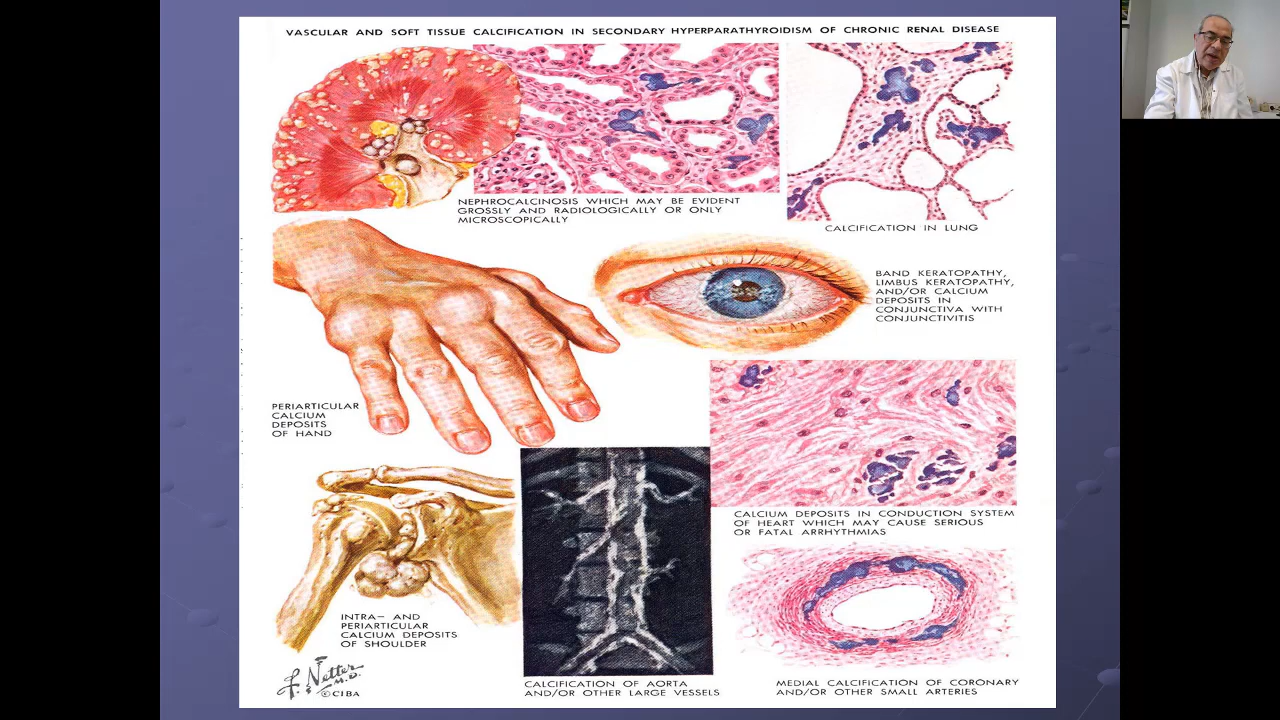 VASCULAR AND SOFT TISSUE CALCIFICATION IN SECONDARY HYPERPARATHYROIDISM OF CHRONIC RENAL DISEASE
NEPHROCALCINOSIS WHICH MAY BE EVIDENT
GROSSLY AND RADIOLOGICALLY OR ONLY
MICROSCOPICALLY
CALCIFICATION IN LUNG
BAND KERATOPATHY,
LIMBUS KERATOPATHY,
AND/OR CALCIUM
DEPOSITS IN
CONJUNCTIVA WITH
CONJUNCTIVITIS
PERIARTICULAR
CALCIUM
DEPOSITS
OF HAND
CALCIUM DEPOSITS IN CONDUCTION SYSTEM
OF HEART WHICH MAY CAUSE SERIOUS
OR FATAL ARRHYTHMIAS
INTRA– AND
PERIARTICULAR
CALCIUM DEPOSITS
OF SHOULDER
F. Netter
M.D.
©CIBA
CALCIFICATION OF AORTA
AND/OR OTHER LARGE VESSELS
MEDIAL CALCIFICATION OF CORONARY
AND/OR OTHER SMALL ARTERIES